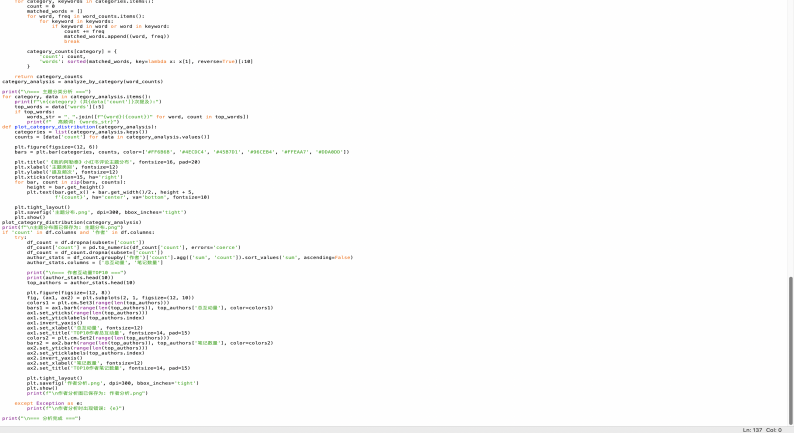 for category, keywords in categories.items():
count = 0
matched_words = []
for word, freq in word_counts.items():
for keyword in keywords:
if keyword in word or word in keyword:
count += freq
matched_words.append((word, freq))
break
category_counts[category] = {
'count': count,
'words': sorted(matched_words, key=lambda x: x[1], reverse=True)[:10]
}
return category_counts
category_analysis = analyze_by_category(word_counts)
print("\n=== 主题分类分析 ===")
for category, data in category_analysis.items():
print(f"\n{category} (共{data['count']}次提及):")
top_words = data['words'][:5]
if top_words:
words_str = ", ".join([f"{word}({count})" for word, count in top_words])
print(f"  高频词: {words_str}")
def plot_category_distribution(category_analysis):
categories = list(category_analysis.keys())
counts = [data['count'] for data in category_analysis.values()]
plt.figure(figsize=(12, 6))
bars = plt.bar(categories, counts, color=['#FF6B6B', '#4ECDC4', '#45B7D1', '#96CEB4', '#FFEAA7', '#DDA0DD'])
plt.title('《我的阿勒泰》小红书评论主题分布', fontsize=16, pad=20)
plt.xlabel('主题类别', fontsize=12)
plt.ylabel('提及频次', fontsize=12)
plt.xticks(rotation=15, ha='right')
for bar, count in zip(bars, counts):
height = bar.get_height()
plt.text(bar.get_x() + bar.get_width()/2., height + 5,
f'{count}', ha='center', va='bottom', fontsize=10)
plt.tight_layout()
plt.savefig('主题分布.png', dpi=300, bbox_inches='tight')
plt.show()
plot_category_distribution(category_analysis)
print(f"\n主题分布图已保存为: 主题分布.png")
if 'count' in df.columns and '作者' in df.columns:
try:
df_count = df.dropna(subset=['count'])
df_count['count'] = pd.to_numeric(df_count['count'], errors='coerce')
df_count = df_count.dropna(subset=['count'])
author_stats = df_count.groupby('作者')['count'].agg(['sum', 'count']).sort_values('sum', ascending=False)
author_stats.columns = ['总互动量', '笔记数量']
print("\n=== 作者互动量TOP10 ===")
print(author_stats.head(10))
top_authors = author_stats.head(10)
plt.figure(figsize=(12, 8))
fig, (ax1, ax2) = plt.subplots(2, 1, figsize=(12, 10))
colors1 = plt.cm.Set3(range(len(top_authors)))
bars1 = ax1.barh(range(len(top_authors)), top_authors['总互动量'], color=colors1)
ax1.set_yticks(range(len(top_authors)))
ax1.set_yticklabels(top_authors.index)
ax1.invert_yaxis()
ax1.set_xlabel('总互动量', fontsize=12)
ax1.set_title('TOP10作者总互动量', fontsize=14, pad=15)
colors2 = plt.cm.Set2(range(len(top_authors)))
bars2 = ax2.barh(range(len(top_authors)), top_authors['笔记数量'], color=colors2)
ax2.set_yticks(range(len(top_authors)))
ax2.set_yticklabels(top_authors.index)
ax2.invert_yaxis()
ax2.set_xlabel('笔记数量', fontsize=12)
ax2.set_title('TOP10作者笔记数量', fontsize=14, pad=15)
plt.tight_layout()
plt.savefig('作者分析.png', dpi=300, bbox_inches='tight')
plt.show()
print(f"\n作者分析图已保存为: 作者分析.png")
except Exception as e:
print(f"\n作者分析时出现错误: {e}")
print("\n=== 分析完成 ===")
Ln: 137 Col: 0